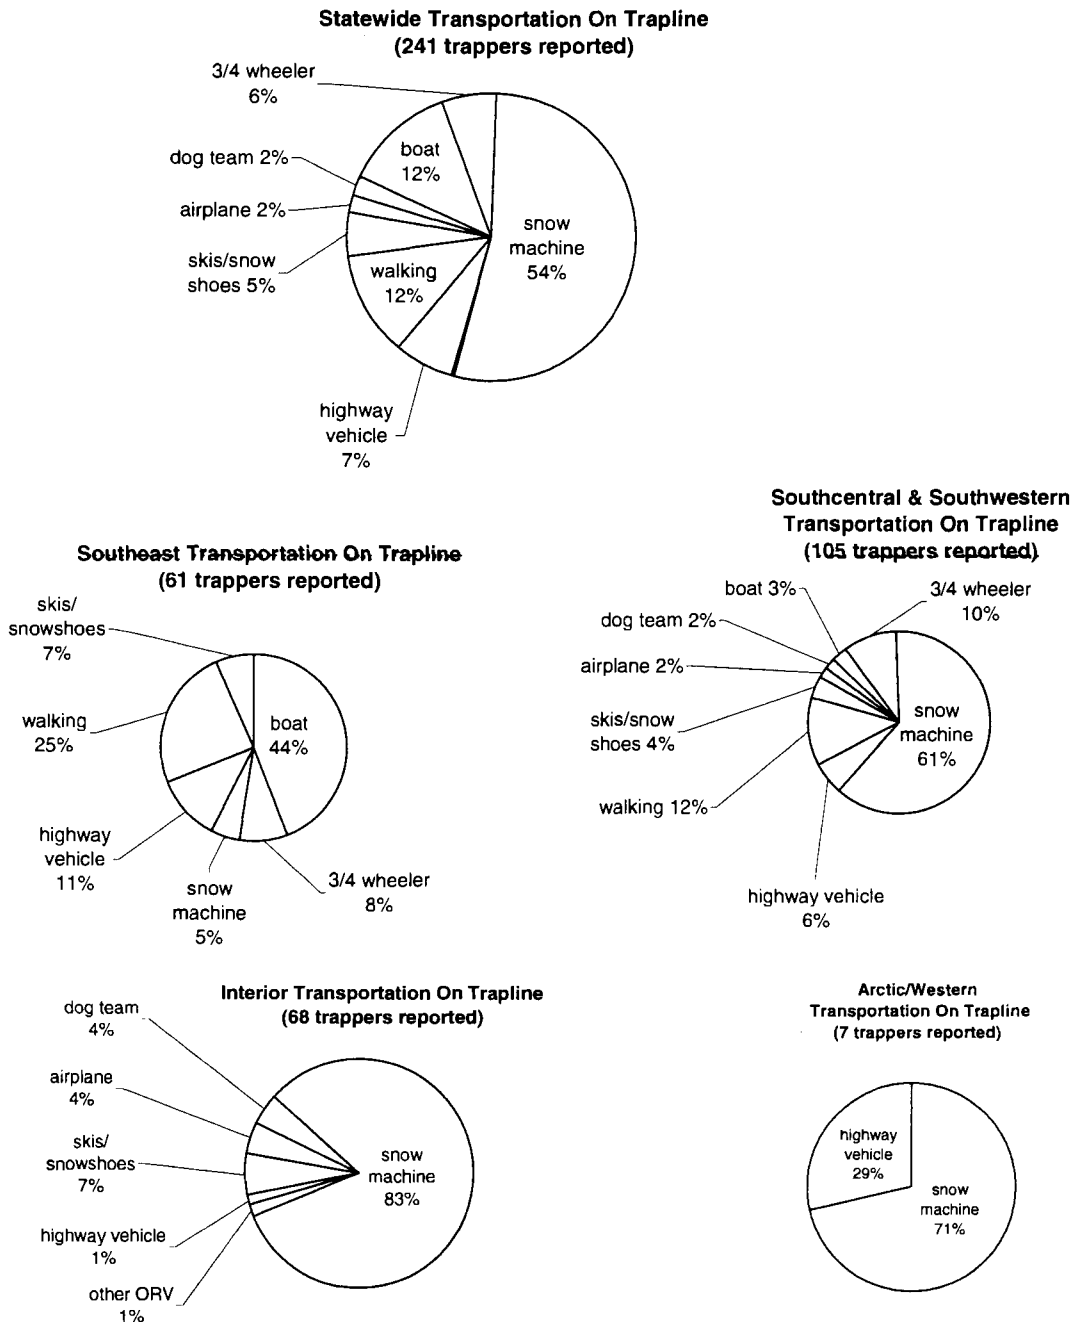 Statewide Transportation On Trapline
(241 trappers reported)
3/4 wheeler
6%
boat
12%
dog team 2%
airplane 2%
snow
machine
54%
skis/snow
shoes 5%
walking
12%
highway
vehicle
7%
Southeast Transportation On Trapline
(61 trappers reported)
skis/
snowshoes
7%
walking
25%
boat
44%
highway
vehicle
11%
snow
machine
5%
3/4 wheeler
8%
Southcentral & Southwestern
Transportation On Trapline
(105 trappers reported)
boat 3%
3/4 wheeler
10%
dog team 2%
airplane 2%
skis/snow
shoes 4%
snow
machine
61%
walking 12%
highway vehicle
6%
Interior Transportation On Trapline
(68 trappers reported)
dog team
4%
airplane
4%
skis/
snowshoes
7%
snow
machine
83%
highway vehicle
1%
other ORV
1%
Arctic/Western
Transportation On Trapline
(7 trappers reported)
highway
vehicle
29%
snow
machine
71%